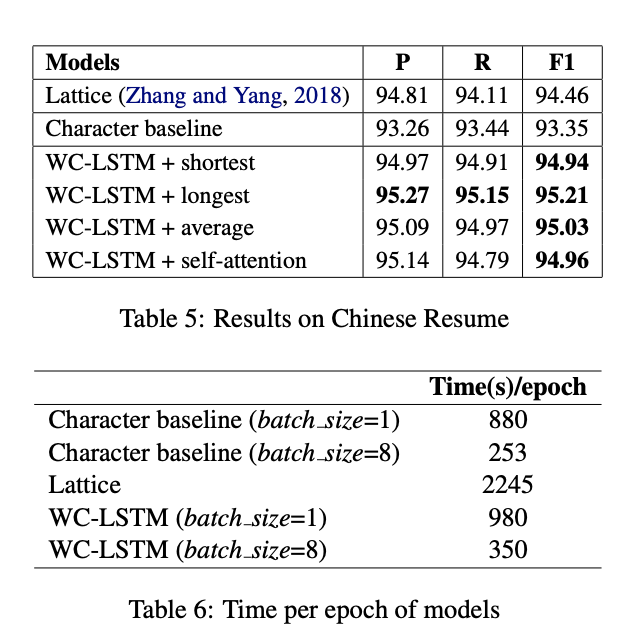 Models P R F1
Lattice (Zhang and Yang, 2018) 94.81 94.11 94.46
Character baseline 93.26 93.44 93.35
WC-LSTM + shortest 94.97 94.91 94.94
WC-LSTM + longest 95.27 95.15 95.21
WC-LSTM + average 95.09 94.97 95.03
WC-LSTM + self-attention 95.14 94.79 94.96
Table 5: Results on Chinese Resume
Time(s)/epoch
Character baseline (batch_size=1) 880
Character baseline (batch_size=8) 253
Lattice 2245
WC-LSTM (batch_size=1) 980
WC-LSTM (batch_size=8) 350
Table 6: Time per epoch of models